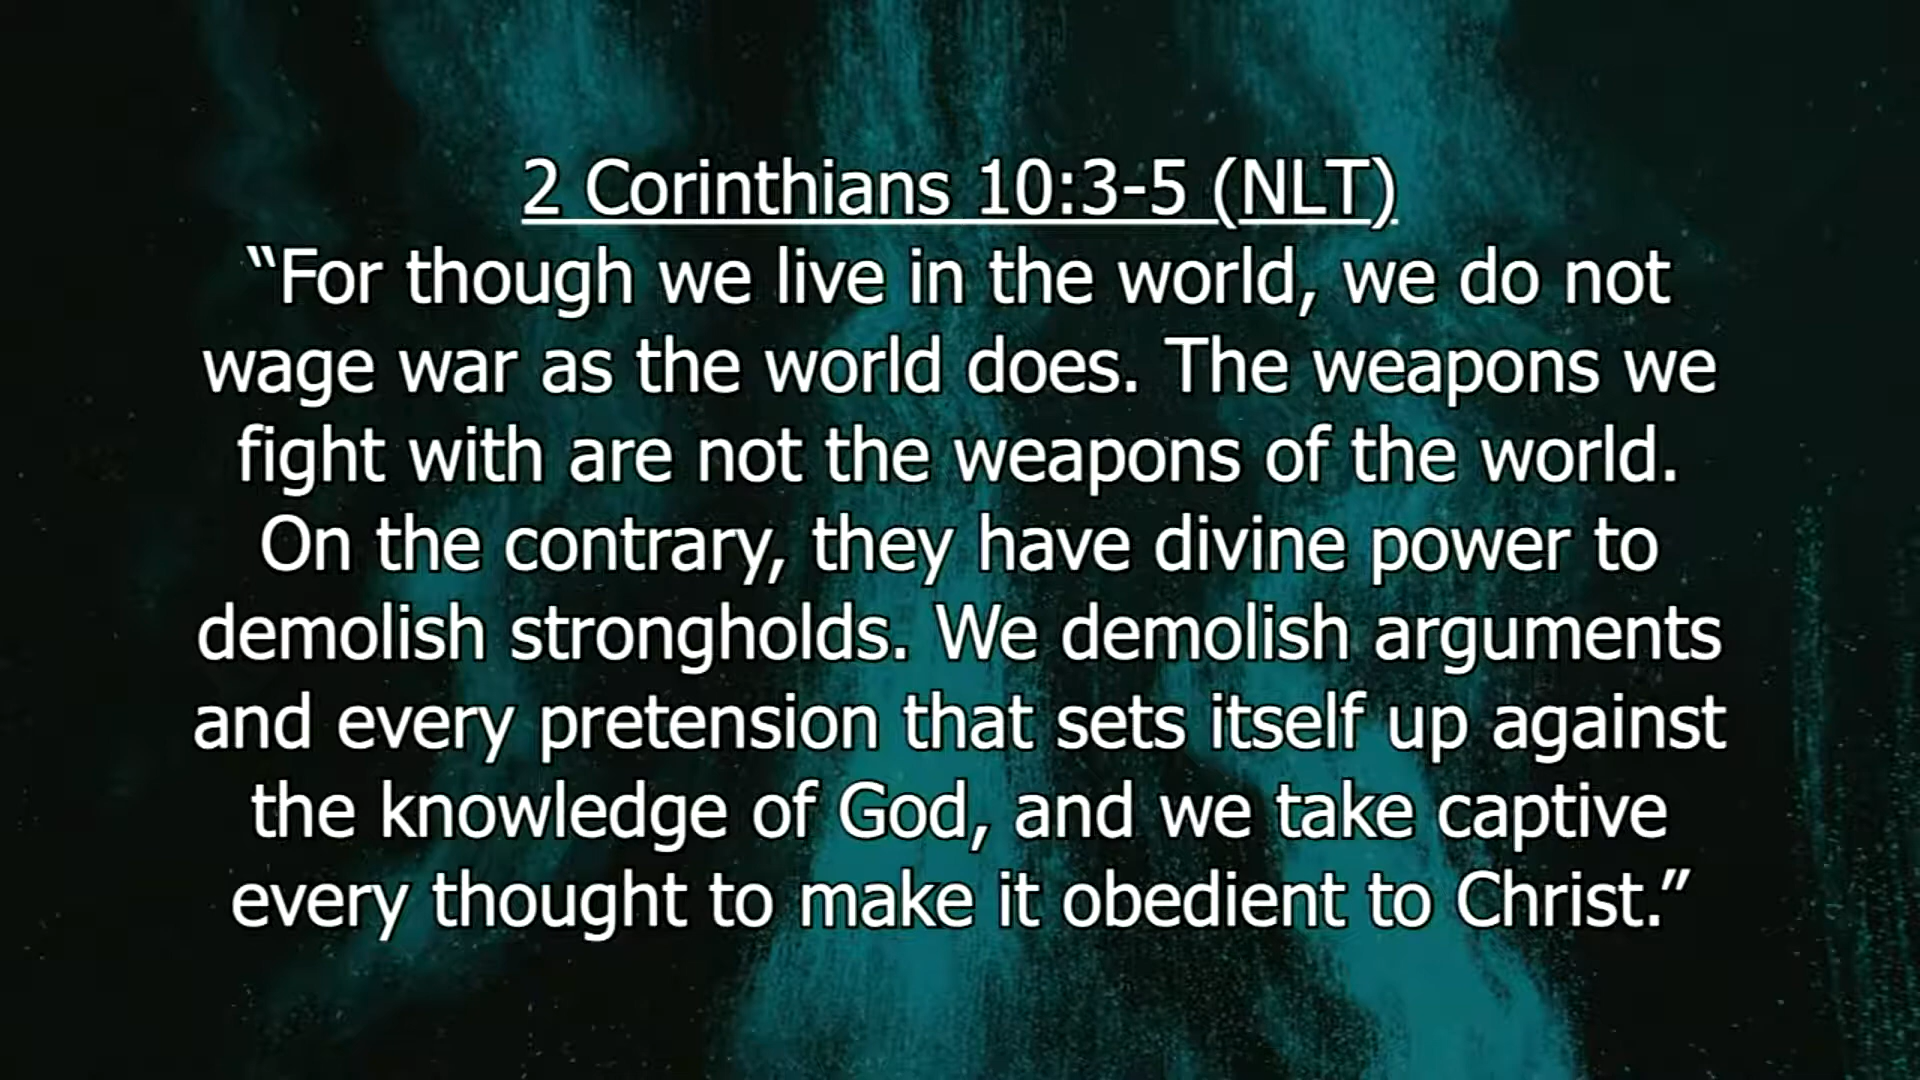 2 Corinthians 10:3-5 (NLT)
“For though we live in the world, we do not
wage war as the world does. The weapons we
fight with are not the weapons of the world.
On the contrary, they have divine power to
demolish strongholds. We demolish arguments
and every pretension that sets itself up against
the knowledge of God, and we take captive
every thought to make it obedient to Christ.”